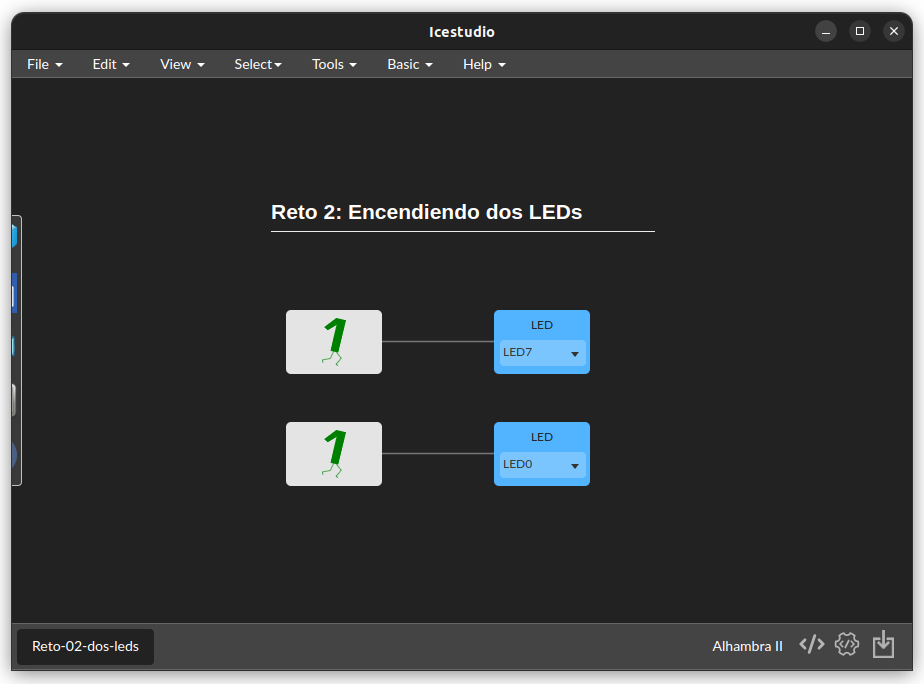 Icestudio
File Edit View Select Tools Basic Help
Reto 2: Encendiendo dos LEDs
1
LED
LED7
1
LED
LED0
Reto-02-dos-leds
Alhambra II </> </>